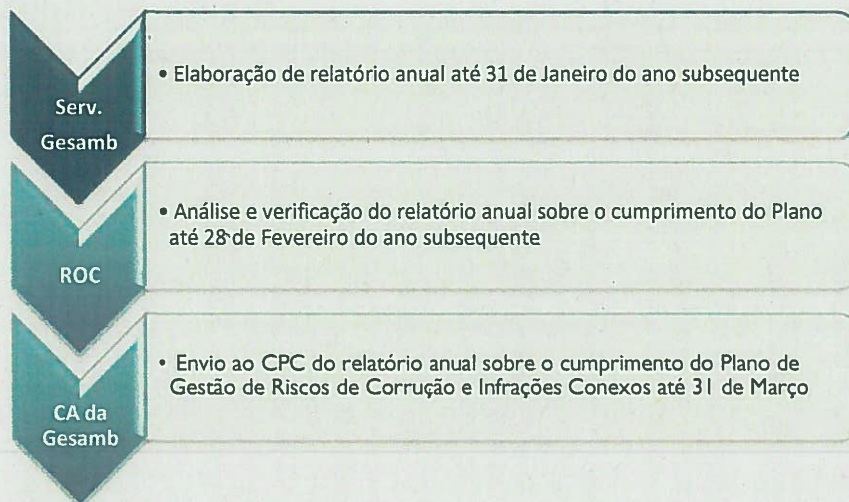 Serv.
Gesamb
• Elaboração de relatório anual até 31 de Janeiro do ano subsequente
ROC
• Análise e verificação do relatório anual sobre o cumprimento do Plano
até 28 de Fevereiro do ano subsequente
CA da
Gesamb
• Envio ao CPC do relatório anual sobre o cumprimento do Plano de
Gestão de Riscos de Corrução e Infrações Conexos até 31 de Março